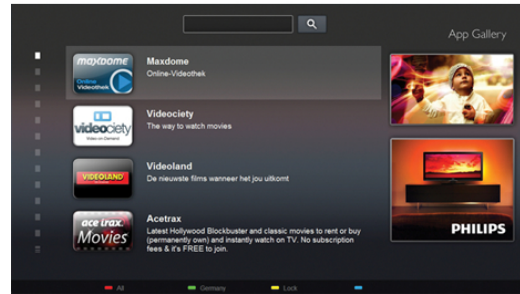 App Gallery
maxdome
Online
Videothek
Maxdome
Online-Videothek
videociety
Video-on-Demand
Videociety
The way to watch movies
VIDEOLAND
Videoland
De nieuwste films wanneer het jou uitkomt
ace trax.
Movies
Acetrax
Latest Hollywood Blockbuster and classic movies to rent or buy
(permanently own) and instantly watch on TV. No subscription
fees & it's FREE to join.
PHILIPS
All
Germany
Lock